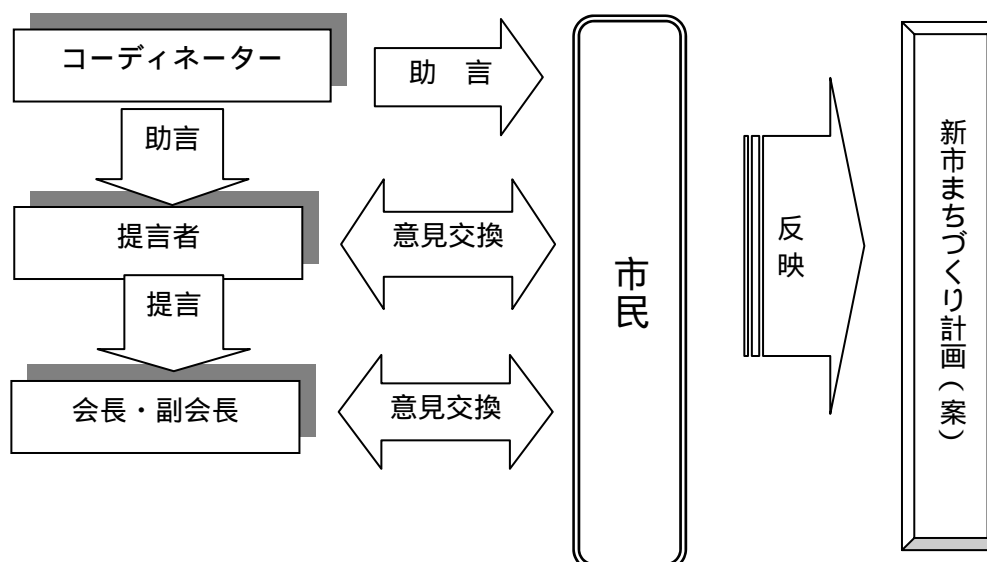 コーディネーター
助　言
助言
提言者
意見交換
提言
会長・副会長
意見交換
市民
反映
新市まちづくり計画（案）